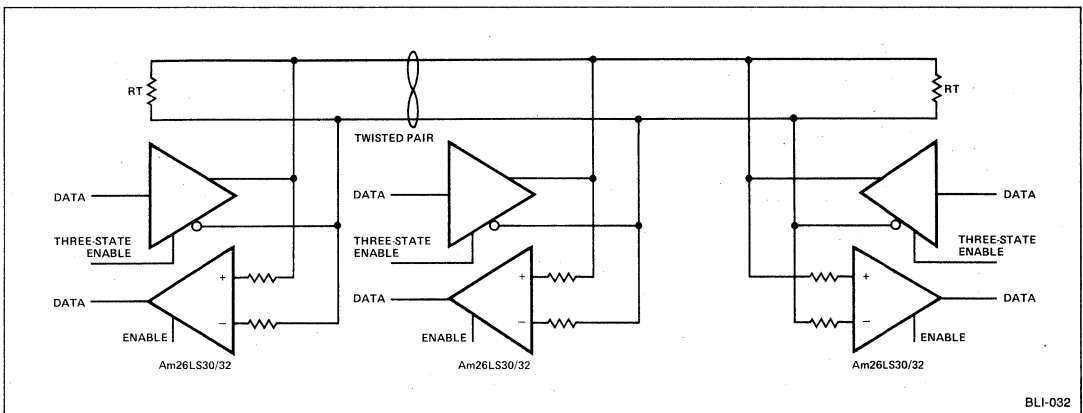 RT
RT
TWISTED PAIR
DATA
DATA
DATA
THREE-STATE
ENABLE
THREE-STATE
ENABLE
THREE-STATE
ENABLE
+
+
+
DATA
DATA
DATA
−
−
−
ENABLE
ENABLE
ENABLE
Am26LS30/32
Am26LS30/32
Am26LS30/32
BLI-032